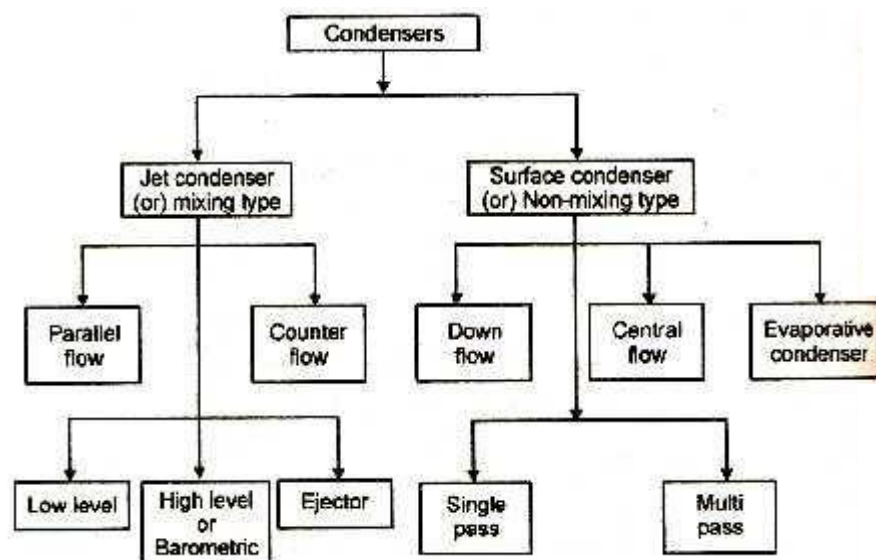 Condensers
Jet condenser
(or) mixing type
Surface condenser
(or) Non-mixing type
Parallel
flow
Counter
flow
Down
flow
Central
flow
Evaporative
condenser
Low level
High level
or
Barometric
Ejector
Single
pass
Multi
pass